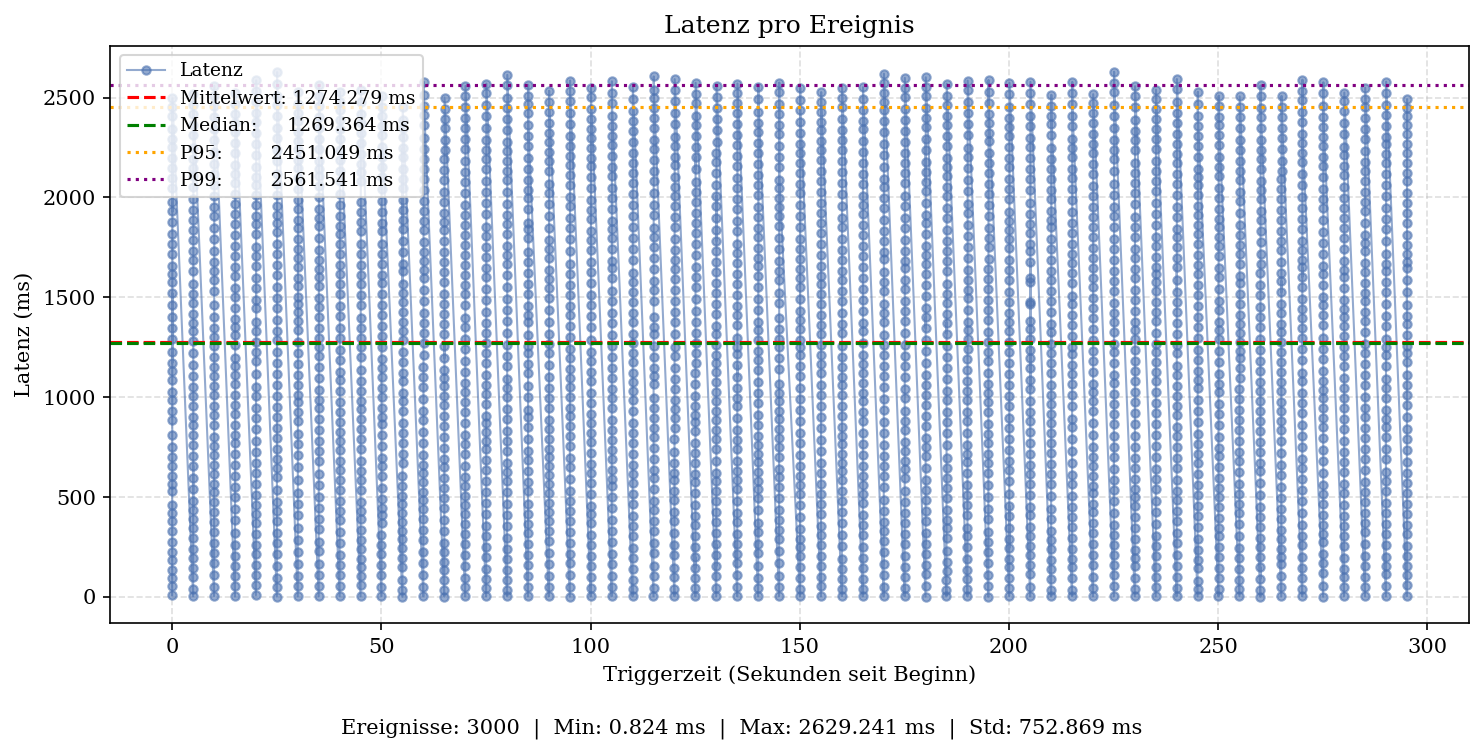 Latenz pro Ereignis
Latenz
Mittelwert: 1274.279 ms
Median: 1269.364 ms
P95: 2451.049 ms
P99: 2561.541 ms
Latenz (ms)
2500
2000
1500
1000
500
0
0 50 100 150 200 250 300
Triggerzeit (Sekunden seit Beginn)
Ereignisse: 3000 | Min: 0.824 ms | Max: 2629.241 ms | Std: 752.869 ms